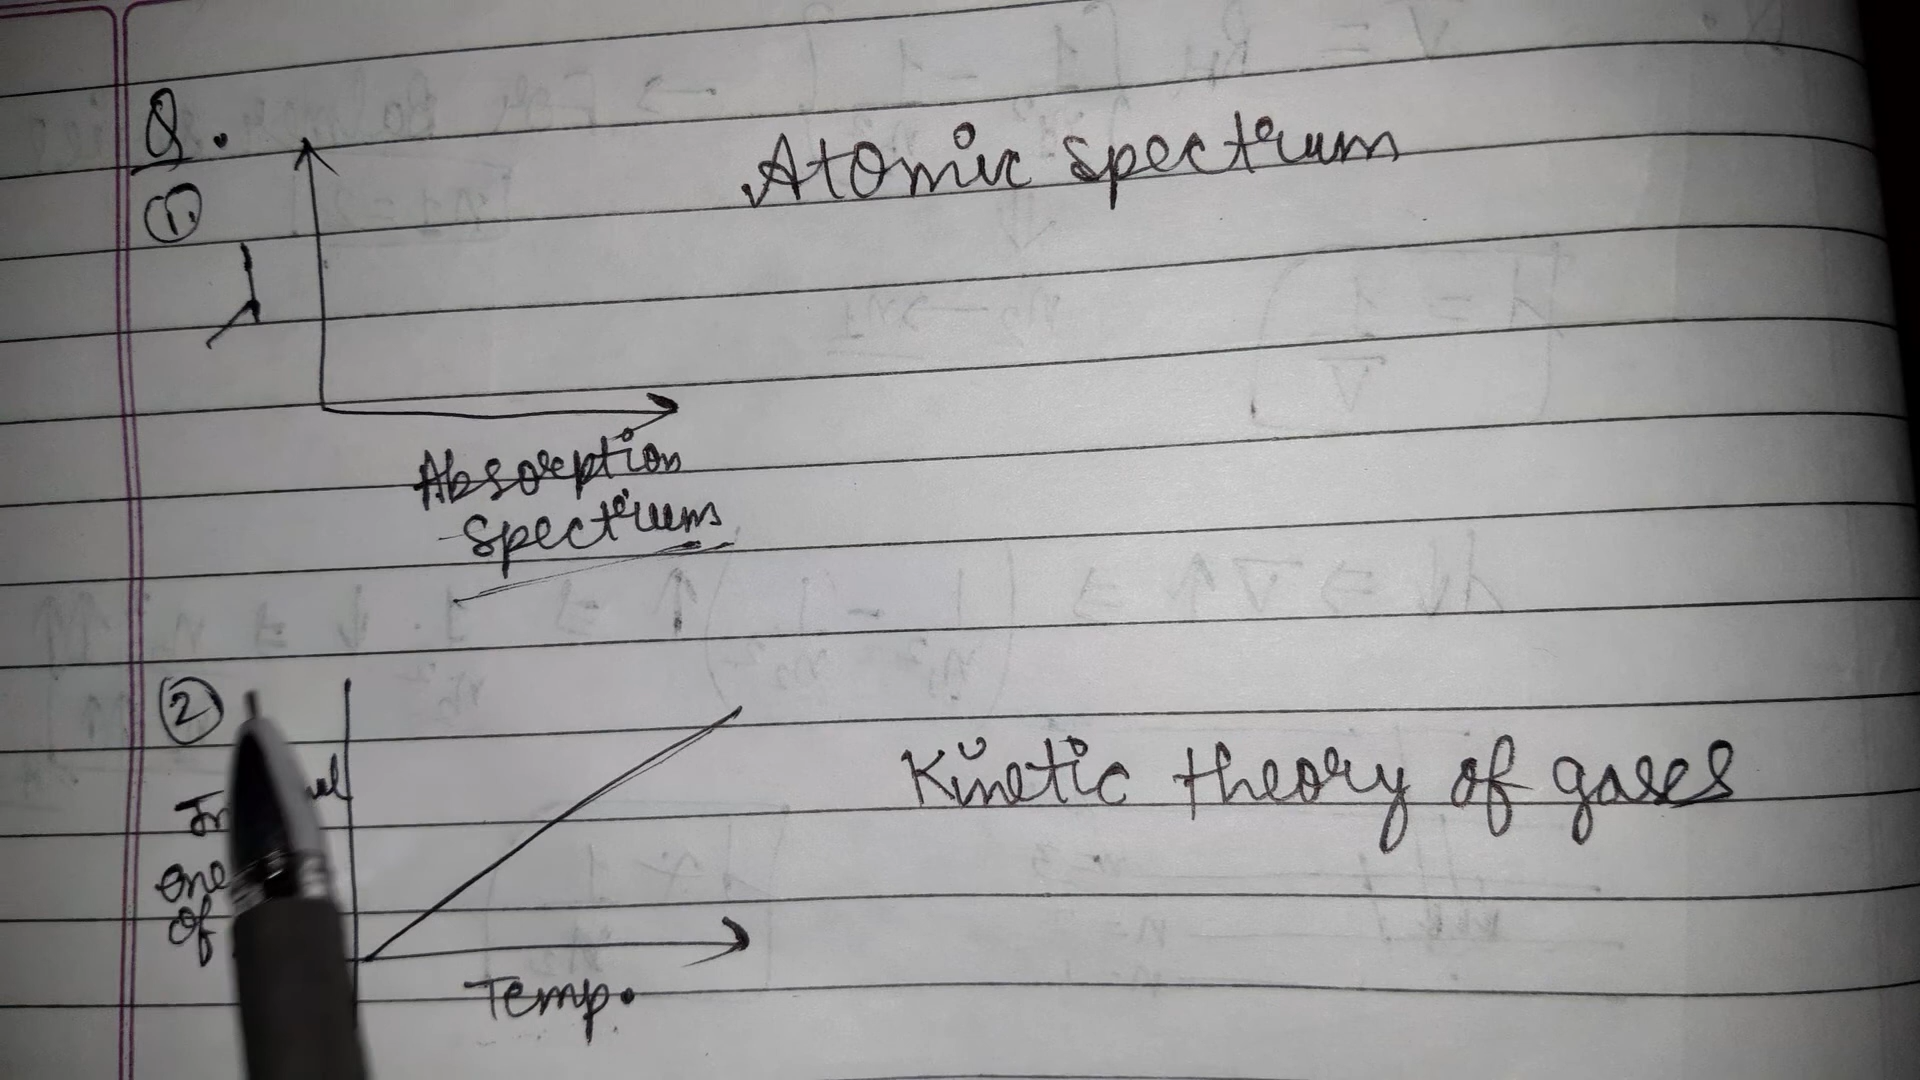 Q.
①
Atomic spectrum
λ
Absorption
spectrum
②
Kinetic theory of gases
of
Temp.